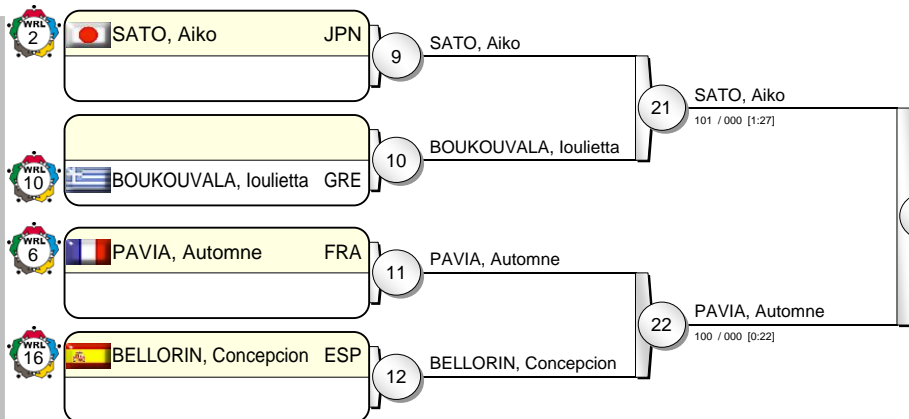 WRL
2
SATO, Aiko JPN
9
SATO, Aiko
21
SATO, Aiko
101 / 000 [1:27]
WRL
10
BOUKOUVALA, Ioulietta GRE
10
BOUKOUVALA, Ioulietta
WRL
6
PAVIA, Automne FRA
11
PAVIA, Automne
22
PAVIA, Automne
100 / 000 [0:22]
WRL
16
BELLORIN, Concepcion ESP
12
BELLORIN, Concepcion